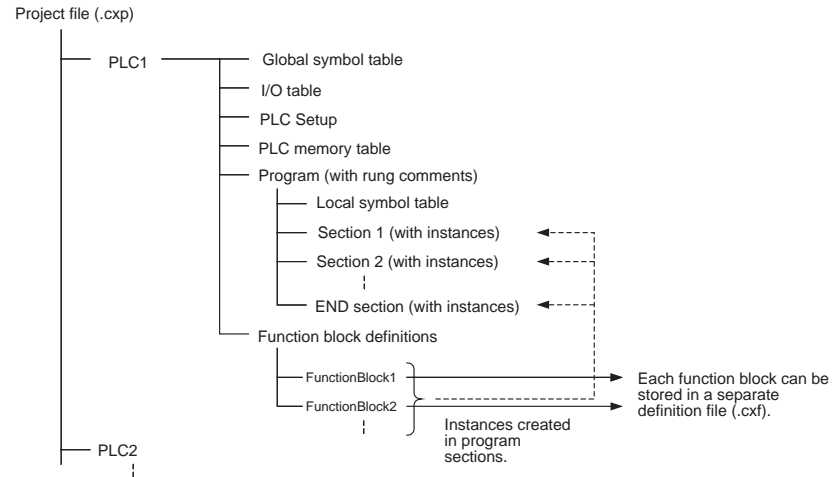 Project file (.cxp)
PLC1
Global symbol table
I/O table
PLC Setup
PLC memory table
Program (with rung comments)
Local symbol table
Section 1 (with instances)
Section 2 (with instances)
END section (with instances)
Function block definitions
FunctionBlock1
FunctionBlock2
Each function block can be
stored in a separate
definition file (.cxf).
Instances created
in program
sections.
PLC2